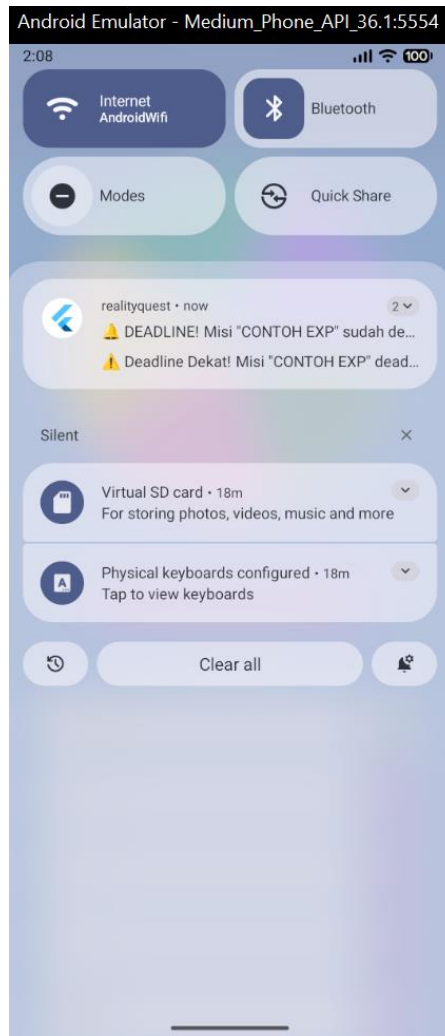 Android Emulator - Medium_Phone_API_36.1:5554
2:08
100
Internet
AndroidWifi
Bluetooth
Modes
Quick Share
realityquest • now
2
🔔 DEADLINE! Misi "CONTOH EXP" sudah de...
⚠️ Deadline Dekat! Misi "CONTOH EXP" dead...
Silent
Virtual SD card • 18m
For storing photos, videos, music and more
Physical keyboards configured • 18m
A
Tap to view keyboards
Clear all